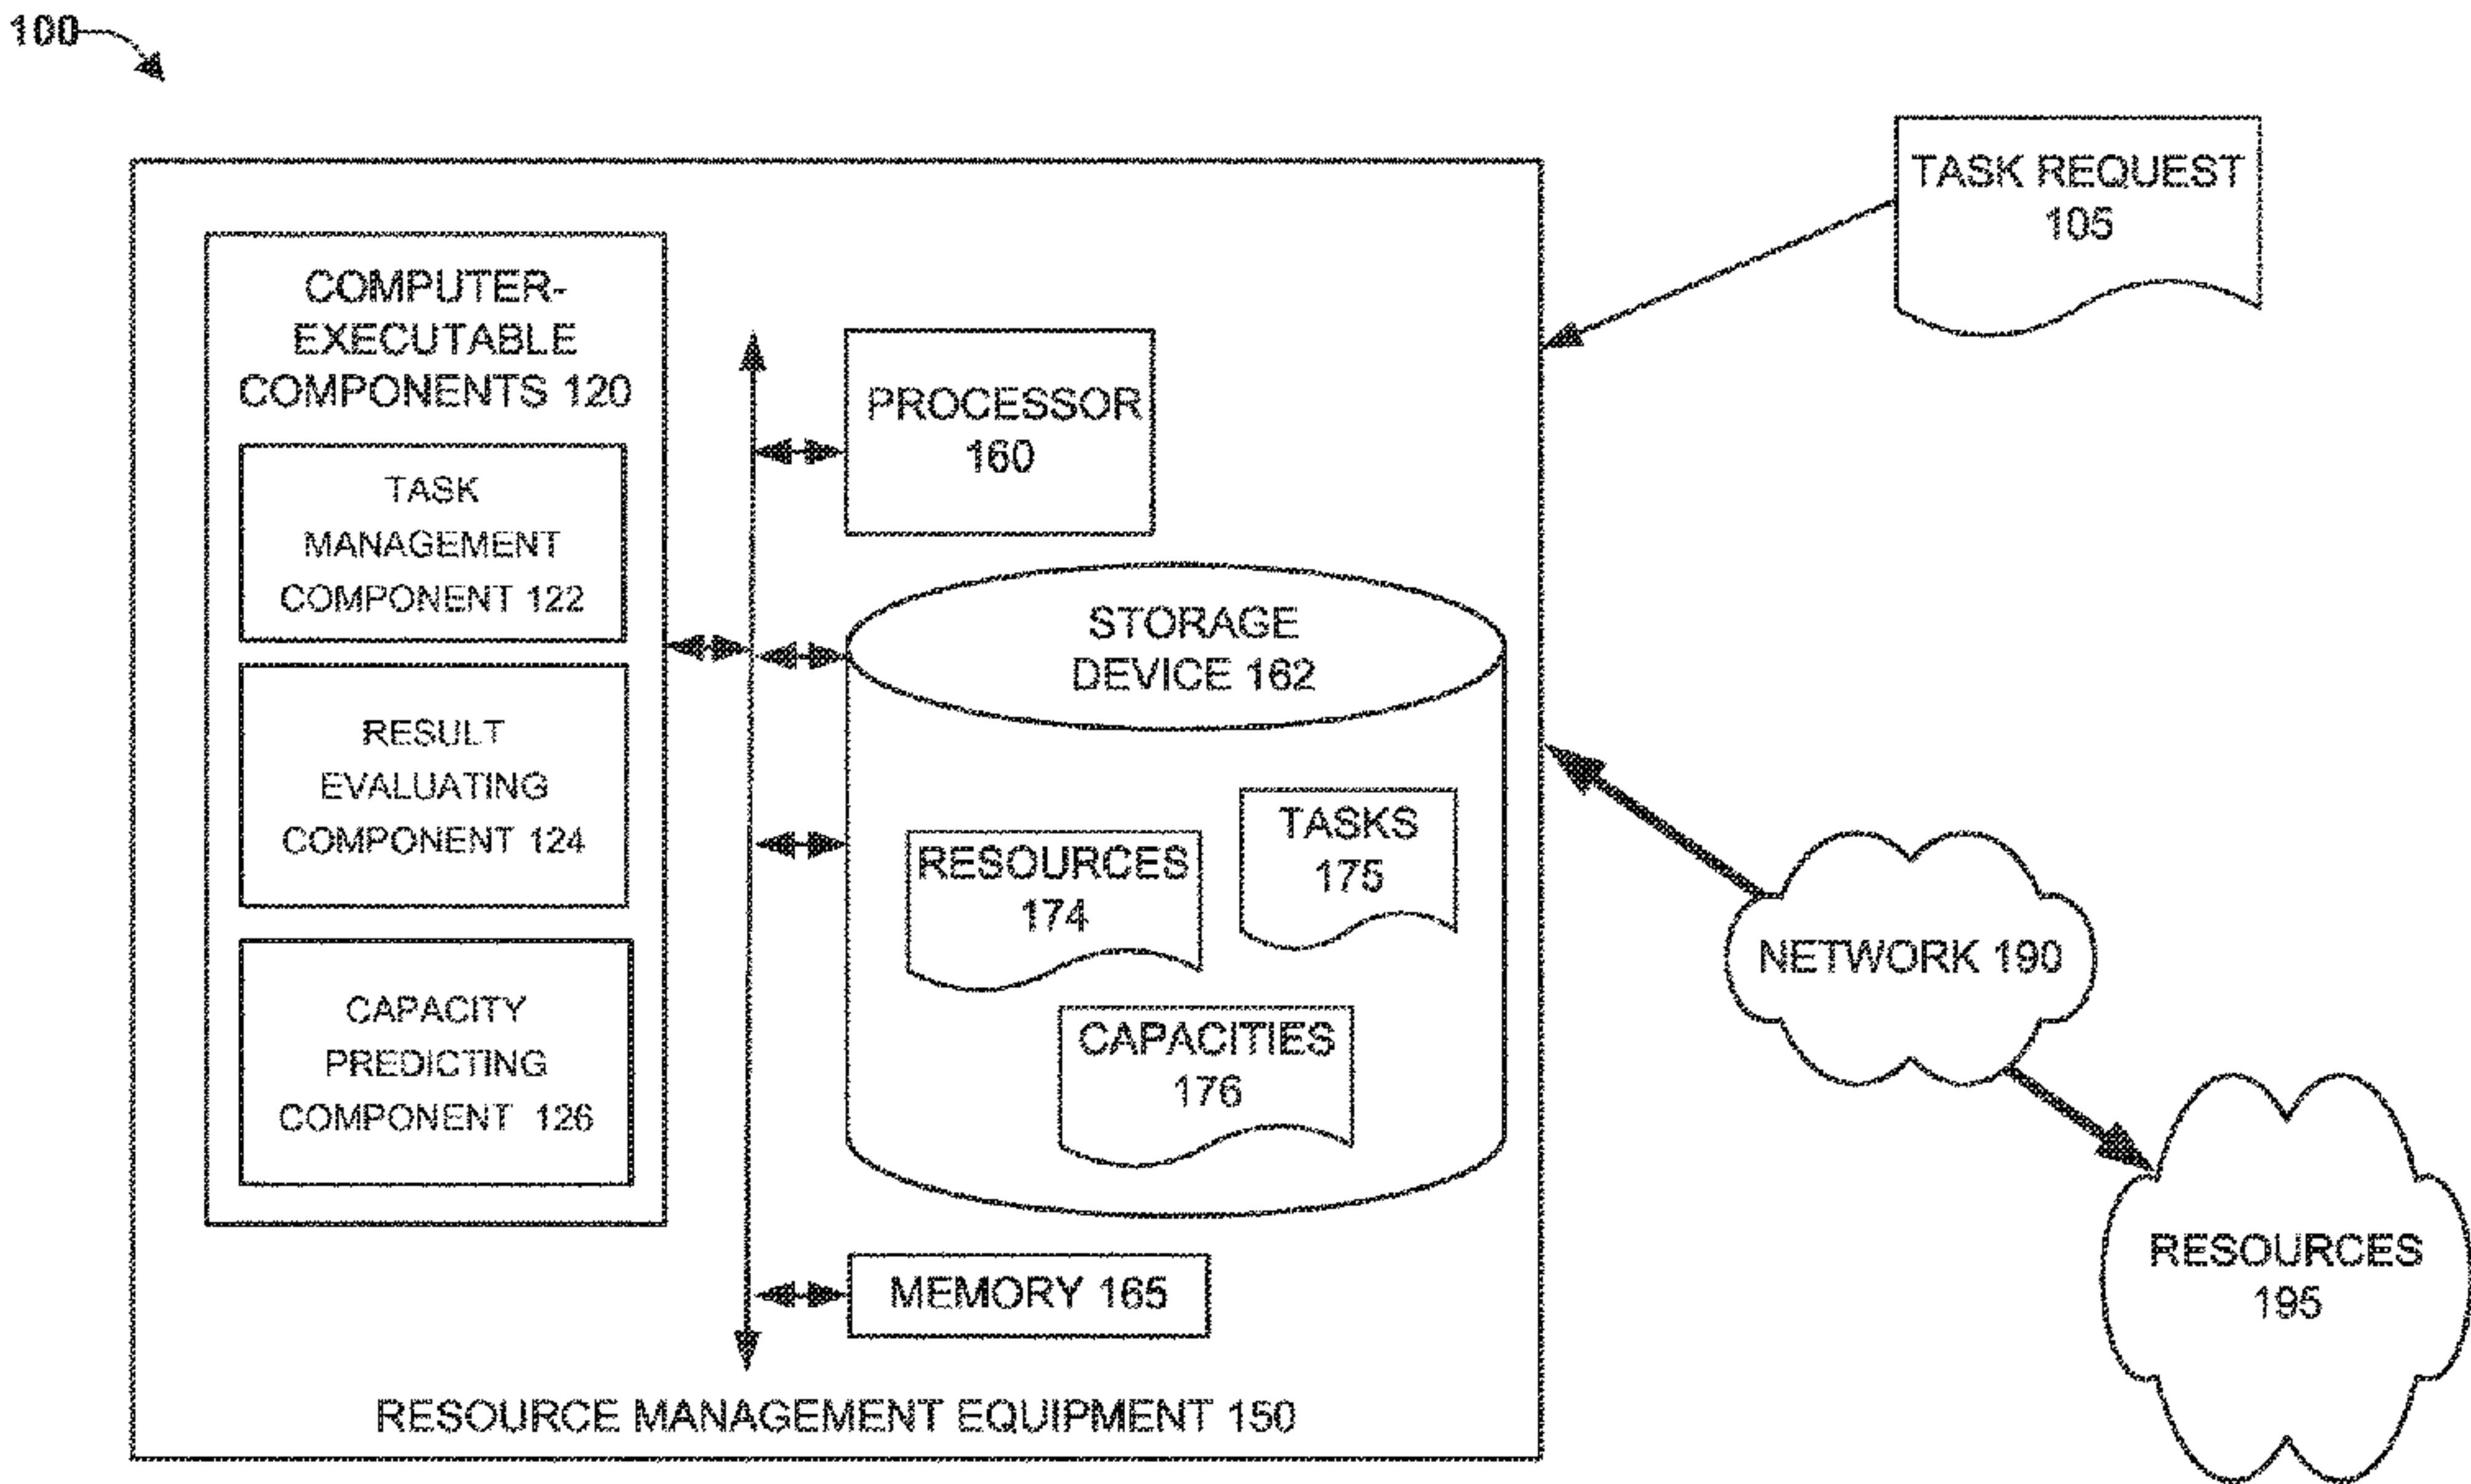 100
TASK REQUEST
105
COMPUTER-
EXECUTABLE
COMPONENTS 120
TASK
MANAGEMENT
COMPONENT 122
RESULT
EVALUATING
COMPONENT 124
CAPACITY
PREDICTING
COMPONENT 126
PROCESSOR
160
STORAGE
DEVICE 162
TASKS
175
RESOURCES
174
CAPACITIES
176
MEMORY 165
RESOURCE MANAGEMENT EQUIPMENT 150
NETWORK 190
RESOURCES
195